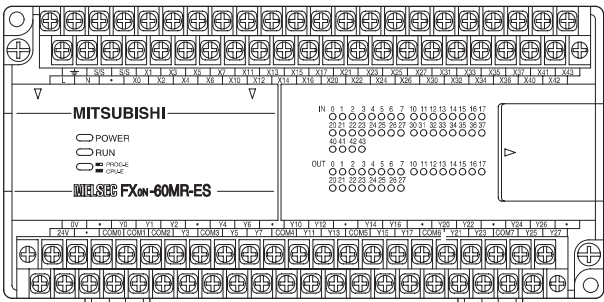 S/S S/S X1 X3 X5 X7 X11 X13 X15 X17 X21 X23 X25 X27 X31 X33 X35 X37 X41 X43
L N • X0 X2 X4 X6 X10 X12 X14 X16 X20 X22 X24 X26 X30 X32 X34 X36 X40 X42
MITSUBISHI
POWER
RUN
PROG-E
CPU-E
MELSEC FX0N-60MR-ES
IN 0 1 2 3 4 5 6 7 10 11 12 13 14 15 16 17
20 21 22 23 24 25 26 27 30 31 32 33 34 35 36 37
40 41 42 43
OUT 0 1 2 3 4 5 6 7 10 11 12 13 14 15 16 17
20 21 22 23 24 25 26 27
0V • Y0 Y1 Y2 • Y4 Y6 • Y10 Y12 • Y14 Y16 • Y20 Y22 • Y24 Y26 •
24V • COM0 COM1 COM2 Y3 COM3 Y5 Y7 COM4 Y11 Y13 COM5 Y15 Y17 COM6 Y21 Y23 COM7 Y25 Y27